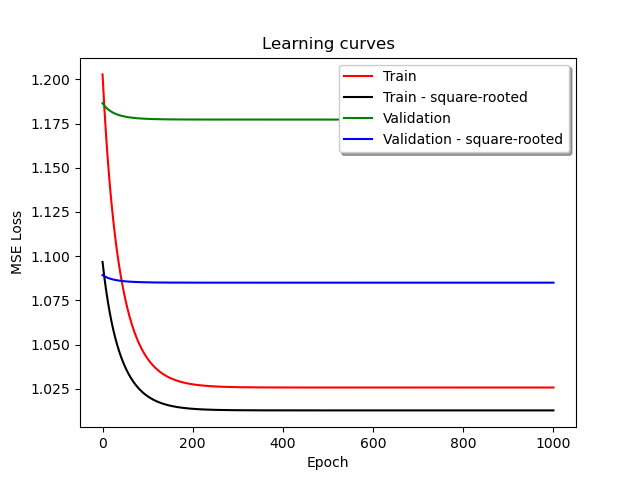 Learning curves
Train
Train - square-rooted
Validation
Validation - square-rooted
MSE Loss
1.200
1.175
1.150
1.125
1.100
1.075
1.050
1.025
0 200 400 600 800 1000
Epoch